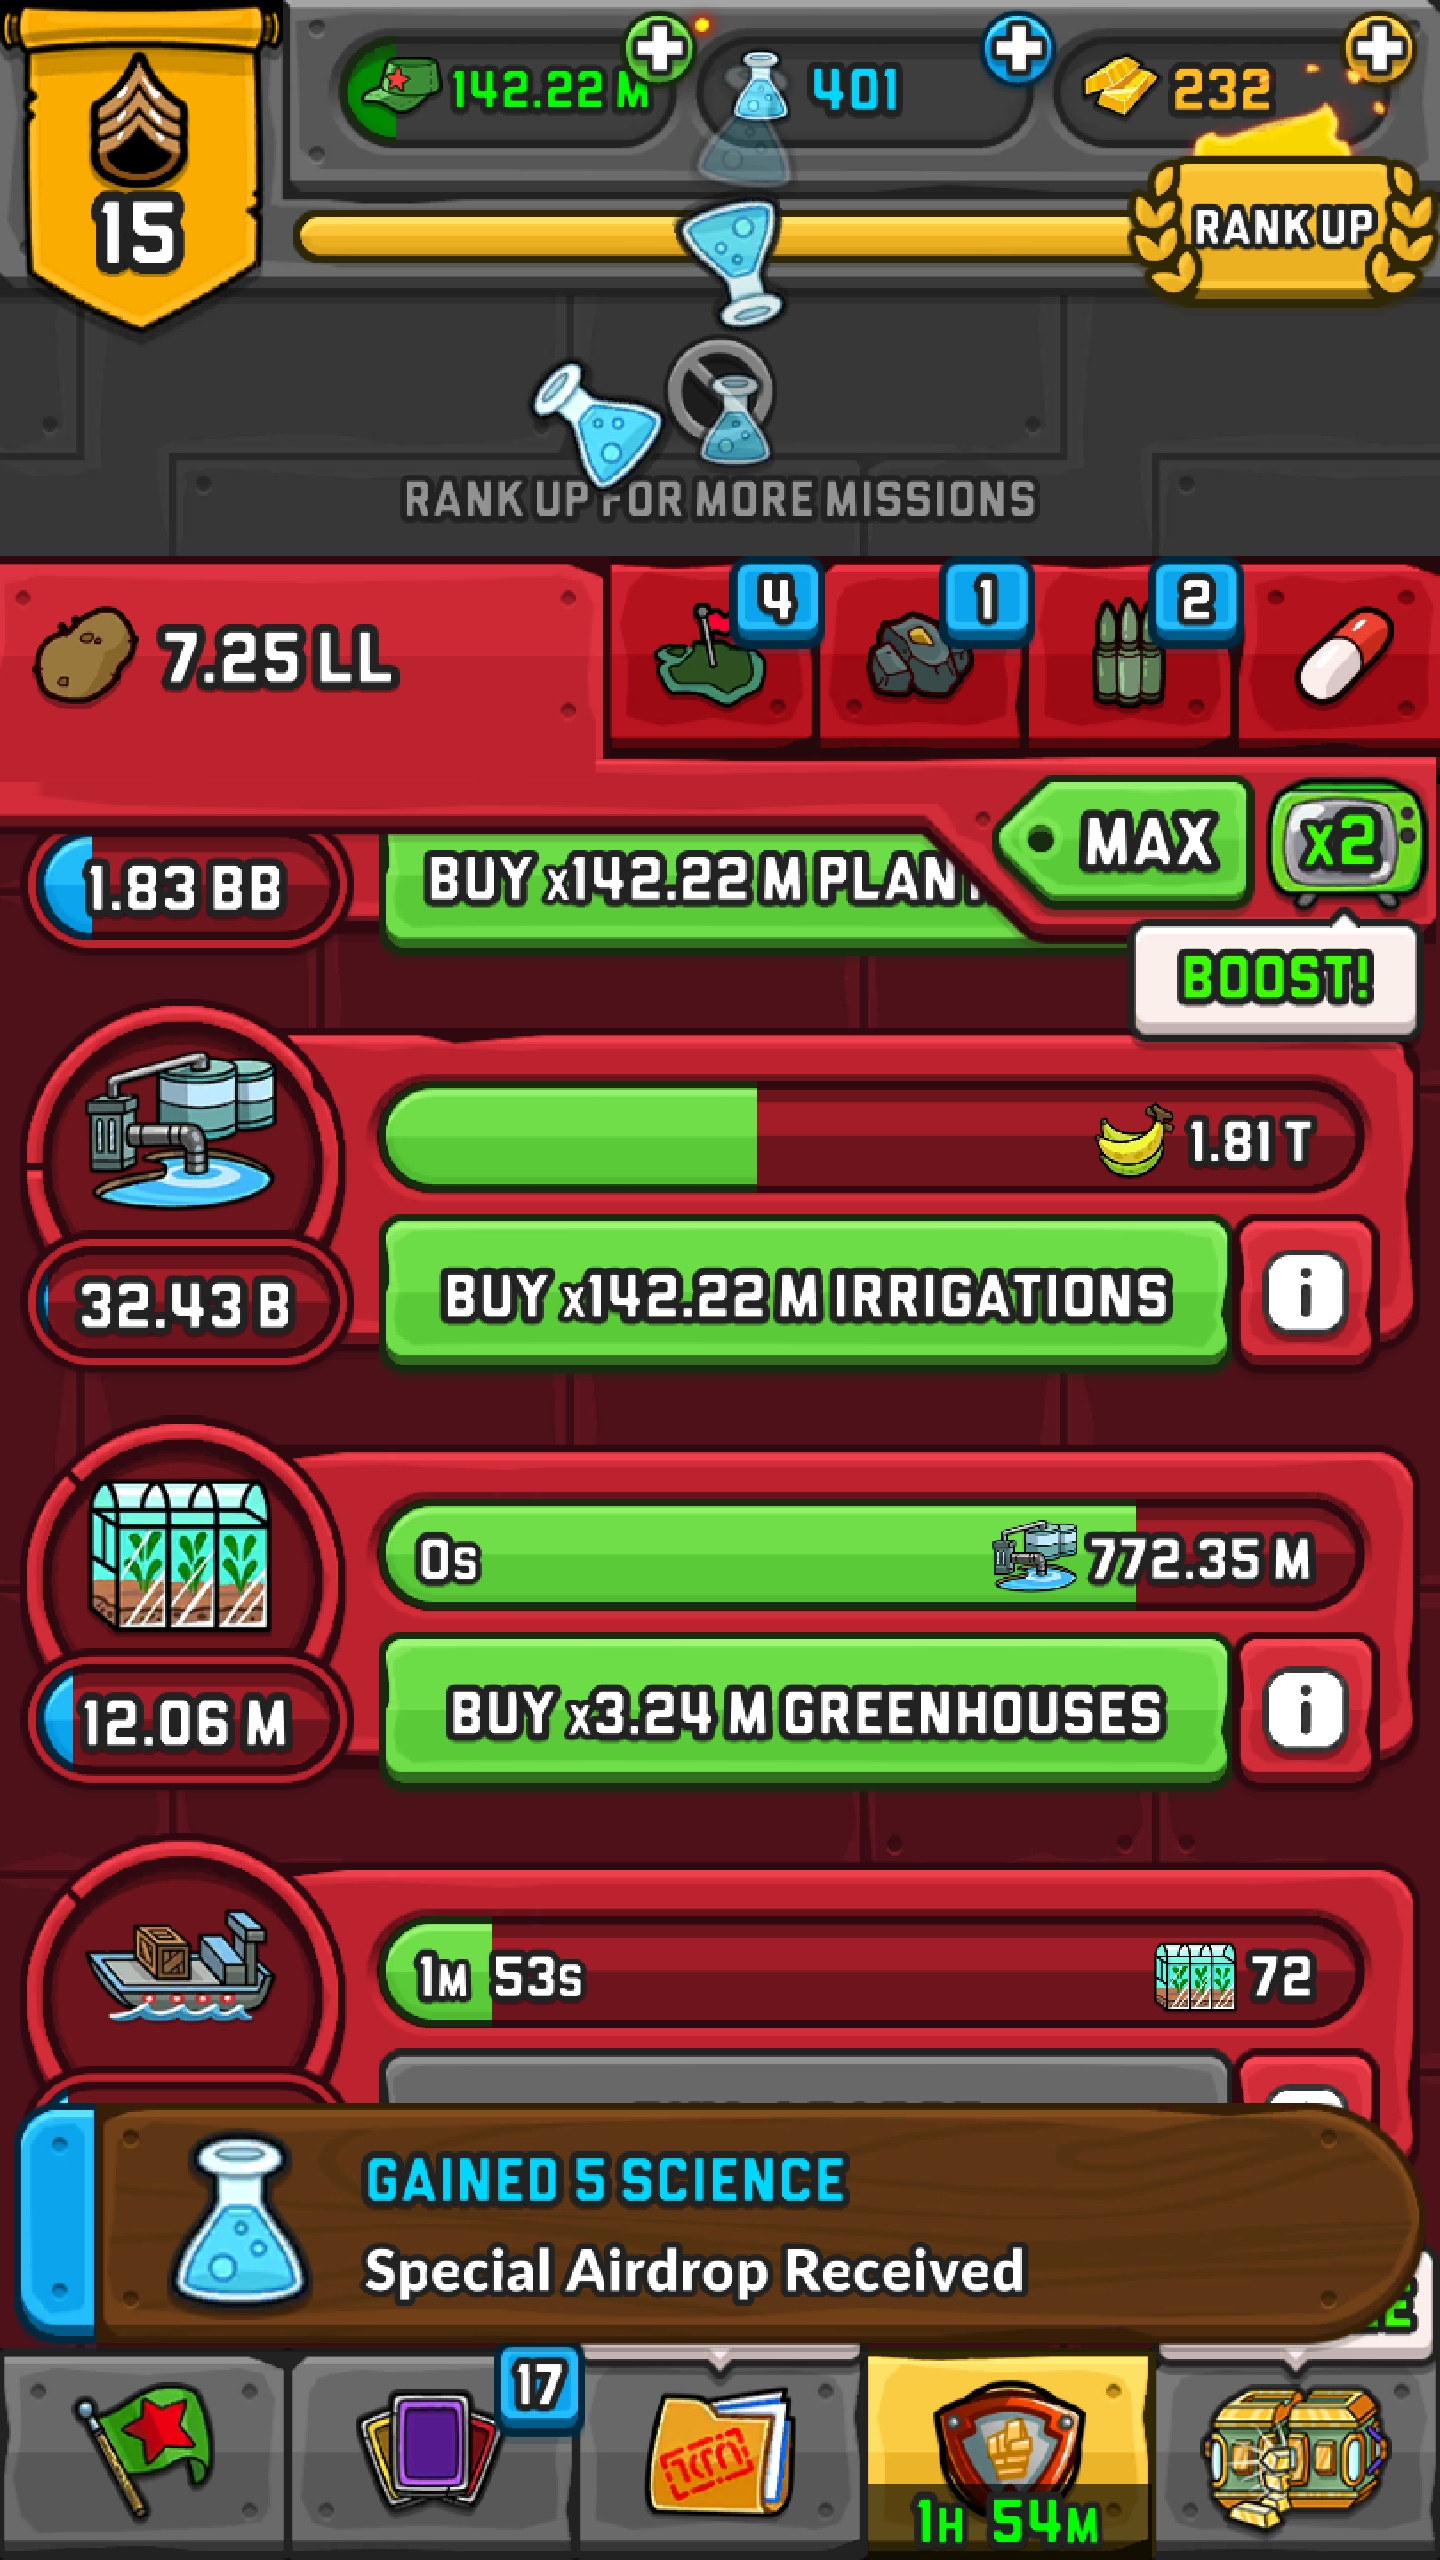 142.22 M
401
232
15
RANK UP
RANK UP FOR MORE MISSIONS
7.25 LL
4
1
2
MAX
x2
BOOST!
1.83 BB
BUY x142.22 M
1.81 T
32.43 B
BUY x142.22 M IRRIGATIONS
i
0s
772.35 M
12.06 M
BUY x3.24 M GREENHOUSES
i
1M 53s
72
GAINED 5 SCIENCE
Special Airdrop Received
17
1H 54M